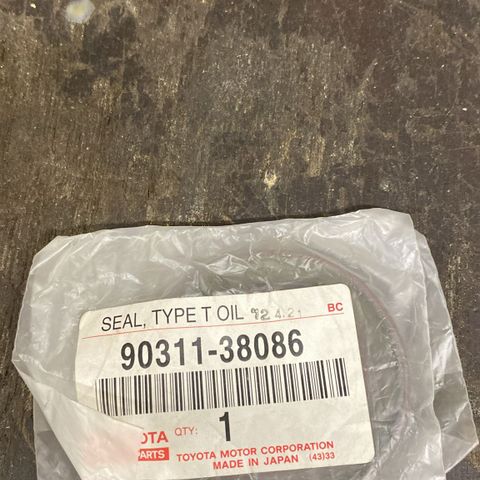 SEAL, TYPE T OIL '92 4.21 BC
90311-38086
OTA QTY: 1
PARTS TOYOTA MOTOR CORPORATION
MADE IN JAPAN (43)33